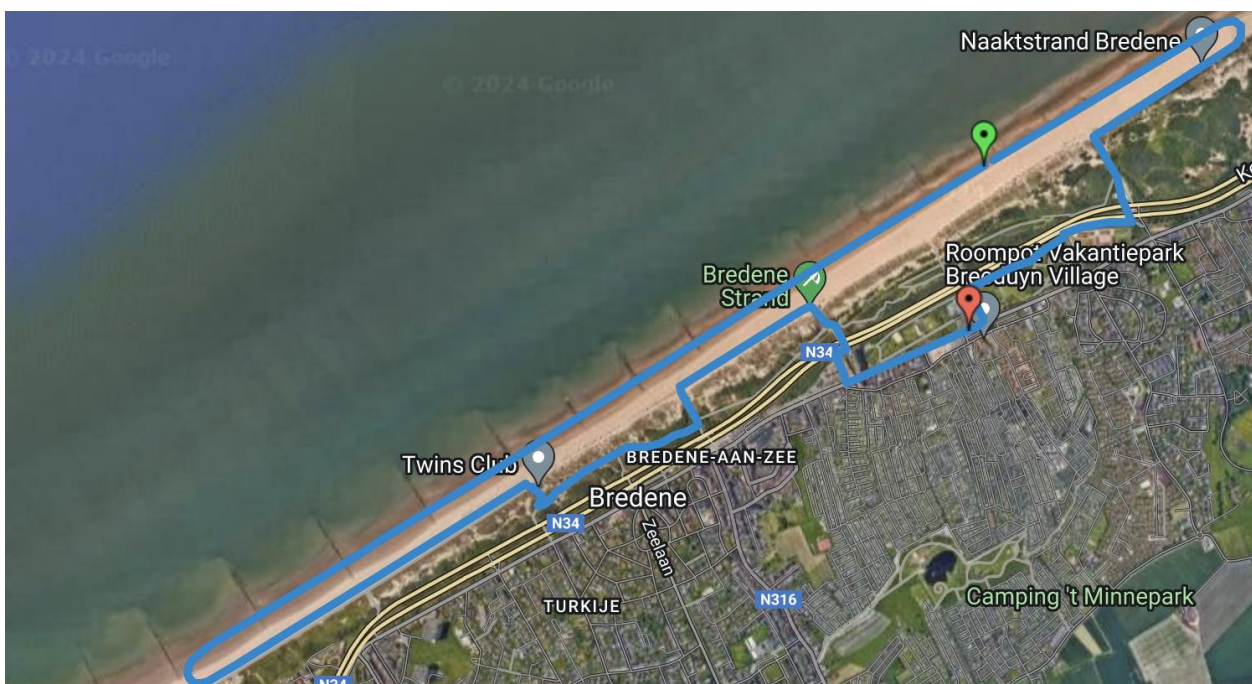 © 2024 Google
© 2024 Google
Naaktstrand Bredene
Bredene
Strand
Roompot Vakantiepark
Breeduyn Village
N34
Twins Club
BREDENE-AAN-ZEE
Bredene
N34
Zeelaan
TURKIJE
N316
Camping 't Minnepark
N34